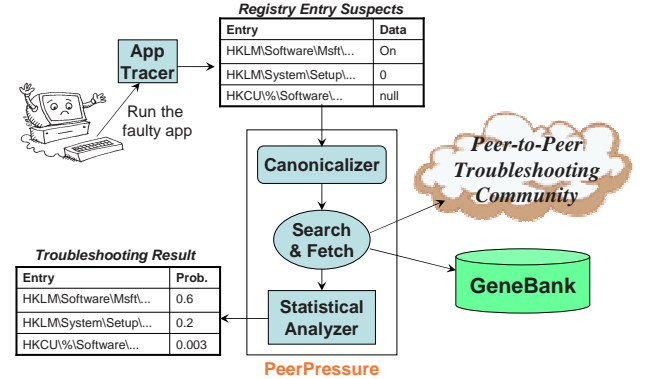 Registry Entry Suspects
Entry Data
HKLM\Software\Msft\... On
HKLM\System\Setup\... 0
HKCU\%\Software\... null
App
Tracer
Run the
faulty app
Canonicalizer
Peer-to-Peer
Troubleshooting
Community
Search
& Fetch
GeneBank
Troubleshooting Result
Entry Prob.
HKLM\Software\Msft\... 0.6
HKLM\System\Setup\... 0.2
HKCU\%\Software\... 0.003
Statistical
Analyzer
PeerPressure